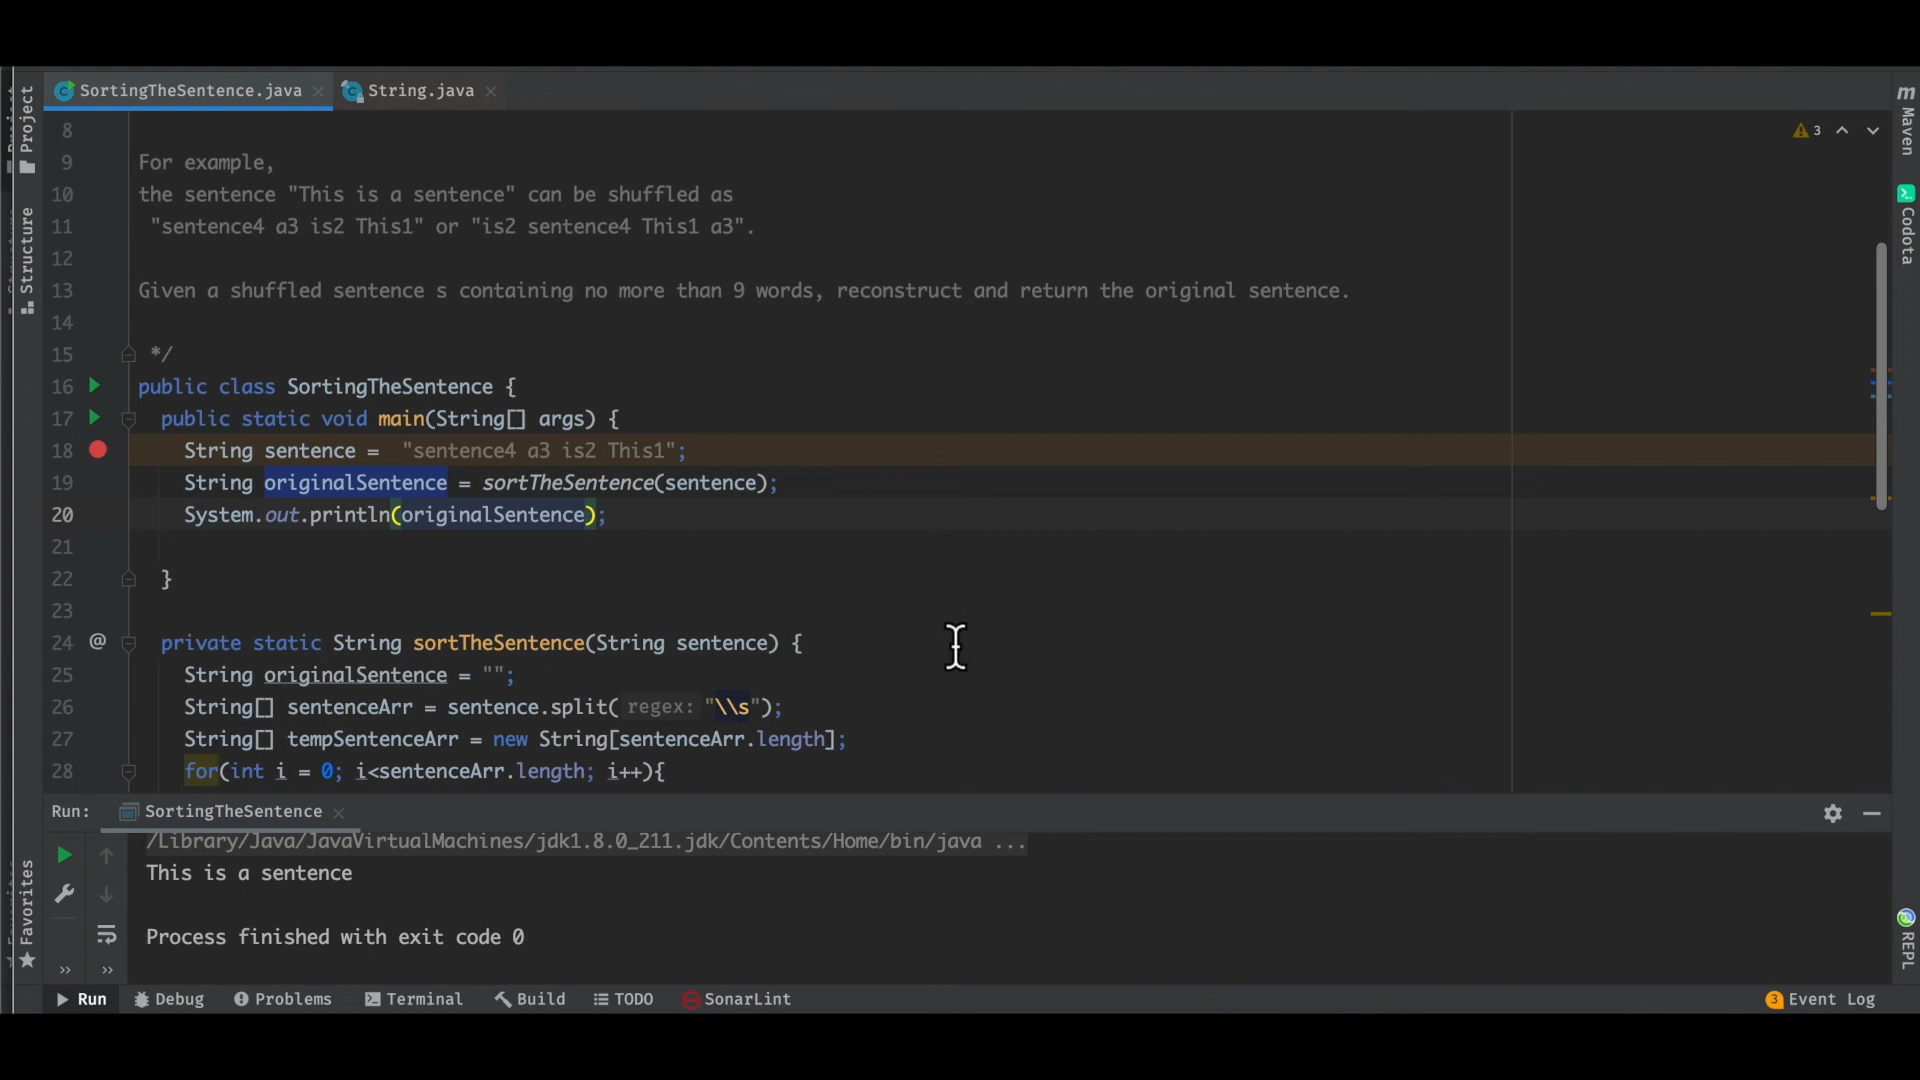 SortingTheSentence.java
String.java
8
9 For example,
10 the sentence "This is a sentence" can be shuffled as
11 "sentence4 a3 is2 This1" or "is2 sentence4 This1 a3".
12
13 Given a shuffled sentence s containing no more than 9 words, reconstruct and return the original sentence.
14
15 */
16 public class SortingTheSentence {
17 public static void main(String[] args) {
18 String sentence = "sentence4 a3 is2 This1";
19 String originalSentence = sortTheSentence(sentence);
20 System.out.println(originalSentence);
21
22 }
23
24 @ private static String sortTheSentence(String sentence) {
25 String originalSentence = "";
26 String[] sentenceArr = sentence.split( regex: "\\s");
27 String[] tempSentenceArr = new String[sentenceArr.length];
28 for(int i = 0; i<sentenceArr.length; i++){
3
Project
Structure
Favorites
m Maven
Codota
REPL
Run: SortingTheSentence
/Library/Java/JavaVirtualMachines/jdk1.8.0_211.jdk/Contents/Home/bin/java ...
This is a sentence
Process finished with exit code 0
Run Debug Problems Terminal Build TODO SonarLint 3 Event Log